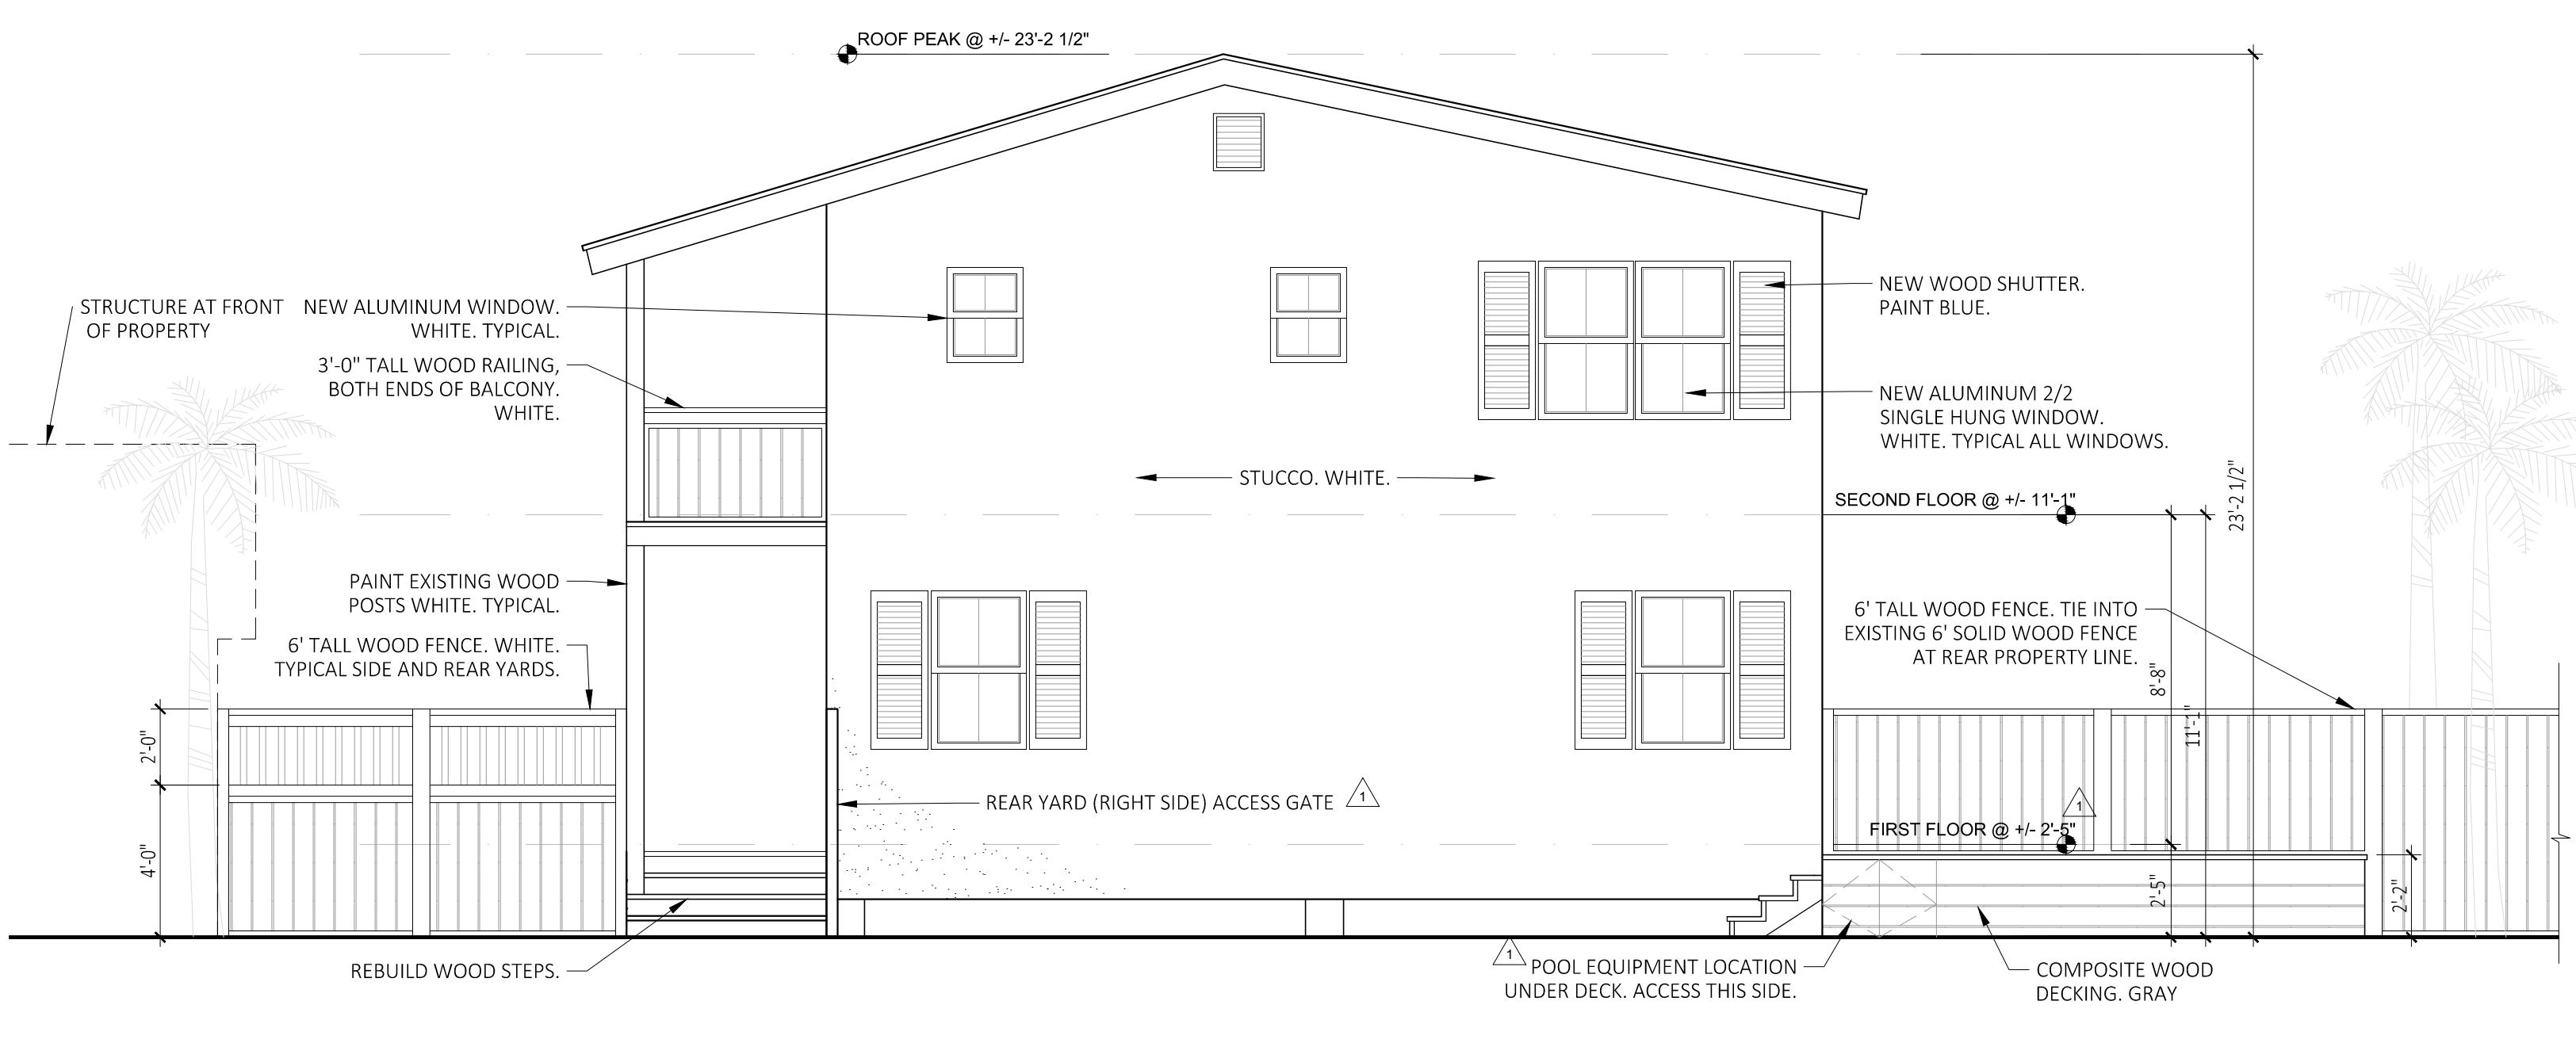 ROOF PEAK @ +/- 23'-2 1/2"
STRUCTURE AT FRONT
OF PROPERTY
NEW ALUMINUM WINDOW.
WHITE. TYPICAL.
3'-0" TALL WOOD RAILING,
BOTH ENDS OF BALCONY.
WHITE.
NEW WOOD SHUTTER.
PAINT BLUE.
NEW ALUMINUM 2/2
SINGLE HUNG WINDOW.
WHITE. TYPICAL ALL WINDOWS.
STUCCO. WHITE.
SECOND FLOOR @ +/- 11'-1"
23'-2 1/2"
PAINT EXISTING WOOD
POSTS WHITE. TYPICAL.
6' TALL WOOD FENCE. WHITE.
TYPICAL SIDE AND REAR YARDS.
6' TALL WOOD FENCE. TIE INTO
EXISTING 6' SOLID WOOD FENCE
AT REAR PROPERTY LINE.
8'-8"
11'-1"
2'-0"
4'-0"
REAR YARD (RIGHT SIDE) ACCESS GATE
1
1
FIRST FLOOR @ +/- 2'-5"
2'-5"
2'-2"
REBUILD WOOD STEPS.
1
POOL EQUIPMENT LOCATION
UNDER DECK. ACCESS THIS SIDE.
COMPOSITE WOOD
DECKING. GRAY